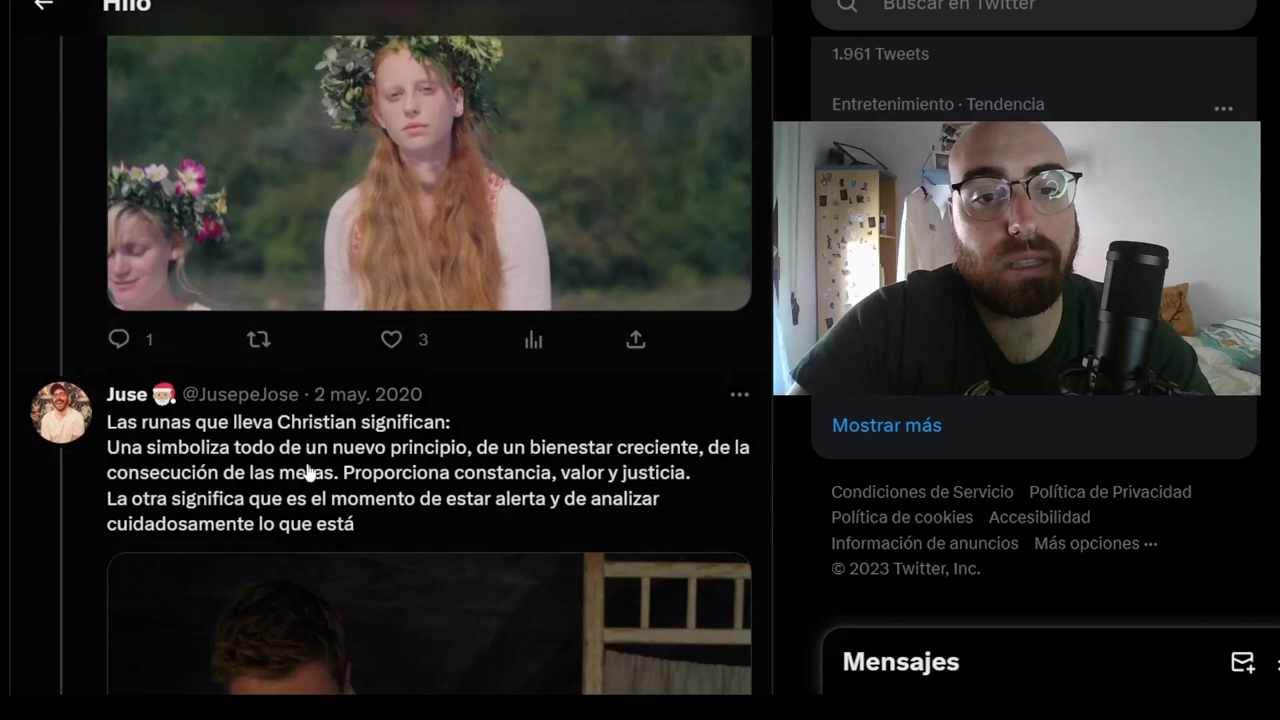 Hilo
Buscar en Twitter
1.961 Tweets
Entretenimiento · Tendencia
1
3
Juse @JusepeJose · 2 may. 2020
Las runas que lleva Christian significan:
Una simboliza todo de un nuevo principio, de un bienestar creciente, de la
consecución de las metas. Proporciona constancia, valor y justicia.
La otra significa que es el momento de estar alerta y de analizar
cuidadosamente lo que está
Mostrar más
Condiciones de Servicio Política de Privacidad
Política de cookies Accesibilidad
Información de anuncios Más opciones ···
© 2023 Twitter, Inc.
Mensajes